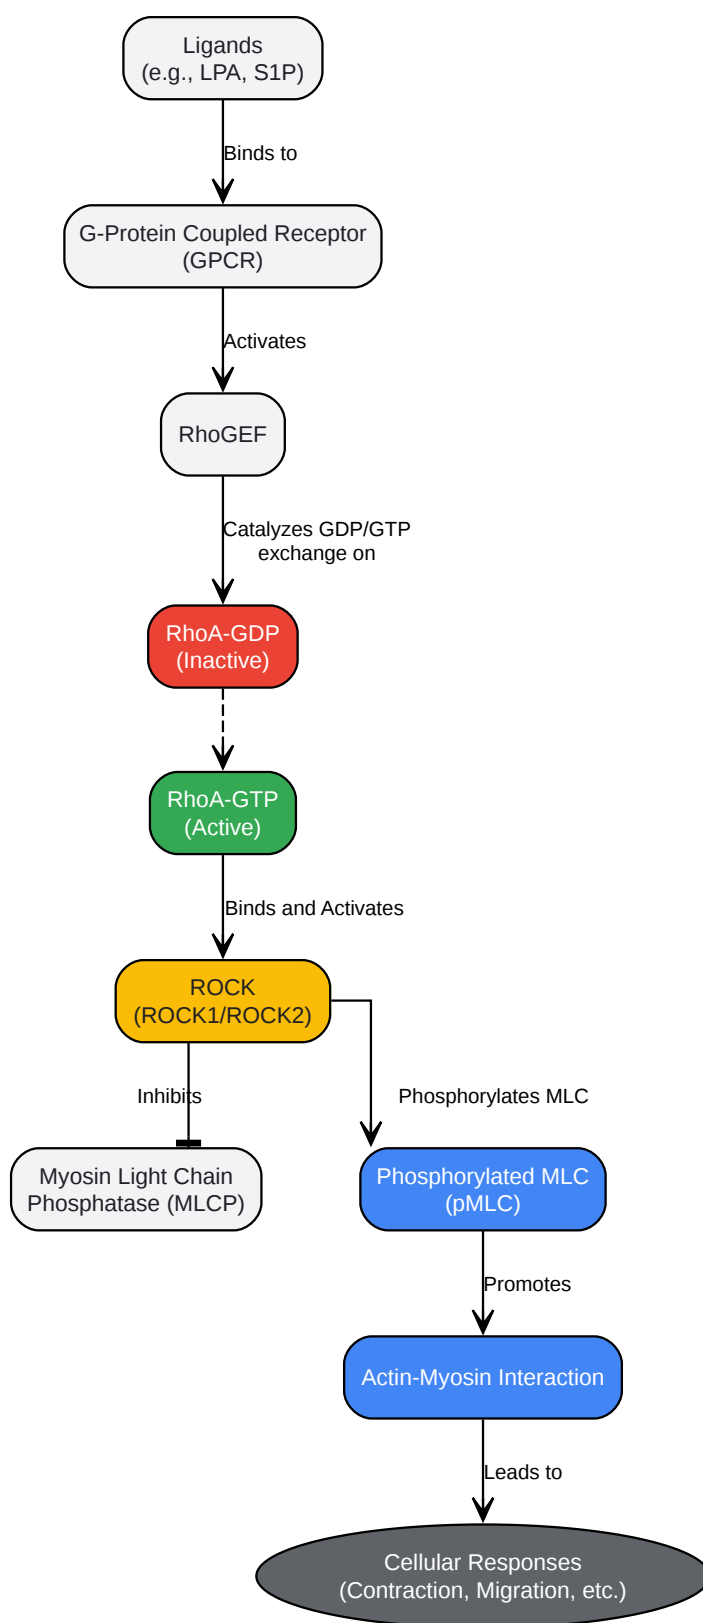 Ligands
(e.g., LPA, S1P)
Binds to
G-Protein Coupled Receptor
(GPCR)
Activates
RhoGEF
Catalyzes GDP/GTP
exchange on
RhoA-GDP
(Inactive)
RhoA-GTP
(Active)
Binds and Activates
ROCK
(ROCK1/ROCK2)
Inhibits
Phosphorylates MLC
Myosin Light Chain
Phosphatase (MLCP)
Phosphorylated MLC
(pMLC)
Promotes
Actin-Myosin Interaction
Leads to
Cellular Responses
(Contraction, Migration, etc.)